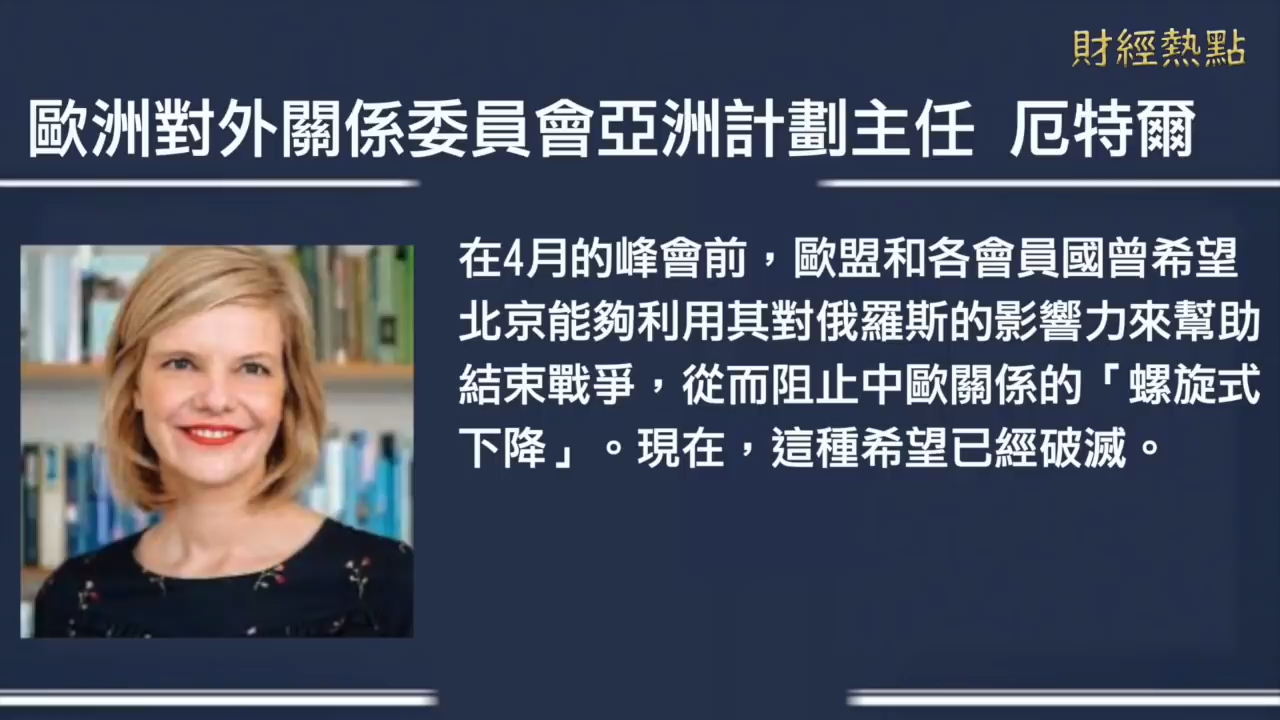 財經熱點
歐洲對外關係委員會亞洲計劃主任 厄特爾
在4月的峰會前，歐盟和各會員國曾希望
北京能夠利用其對俄羅斯的影響力來幫助
結束戰爭，從而阻止中歐關係的「螺旋式
下降」。現在，這種希望已經破滅。